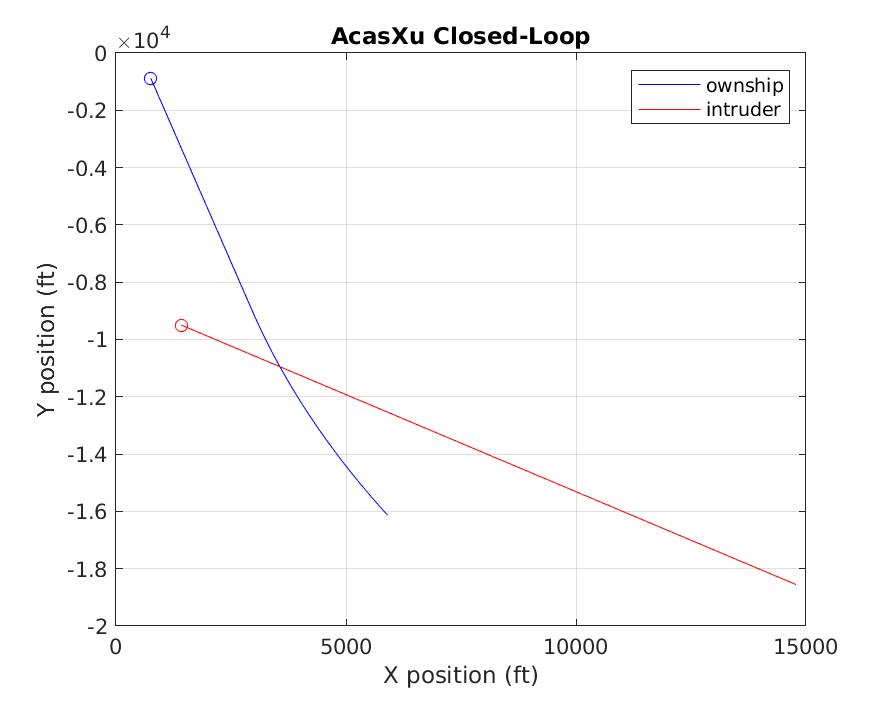 AcasXu Closed-Loop
×10^4
0
-0.2
-0.4
-0.6
-0.8
-1
-1.2
-1.4
-1.6
-1.8
-2
Y position (ft)
ownship
intruder
0 5000 10000 15000
X position (ft)